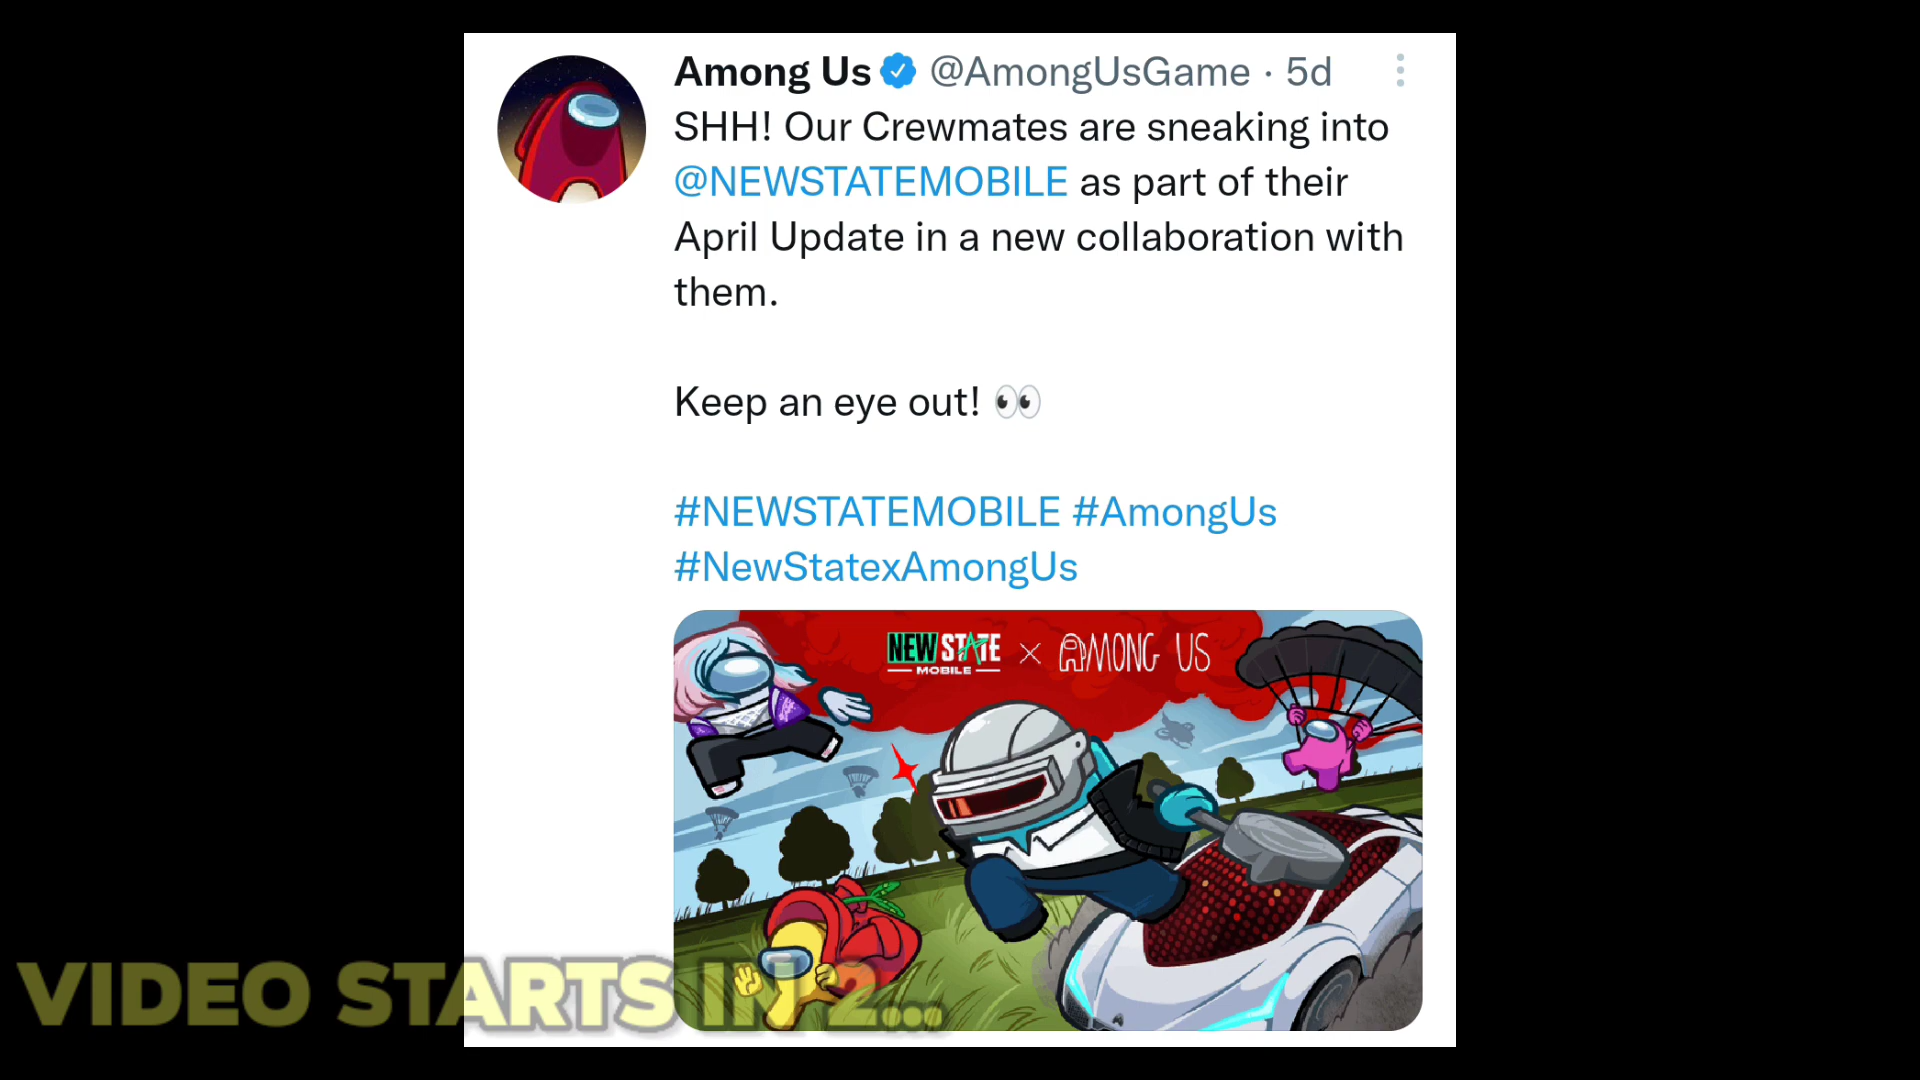 Among Us @AmongUsGame · 5d
SHH! Our Crewmates are sneaking into
@NEWSTATEMOBILE as part of their
April Update in a new collaboration with
them.
Keep an eye out! 👀
#NEWSTATEMOBILE #AmongUs
#NewStatexAmongUs
NEW STATE MOBILE × AMONG US
VIDEO STARTS IN 2...